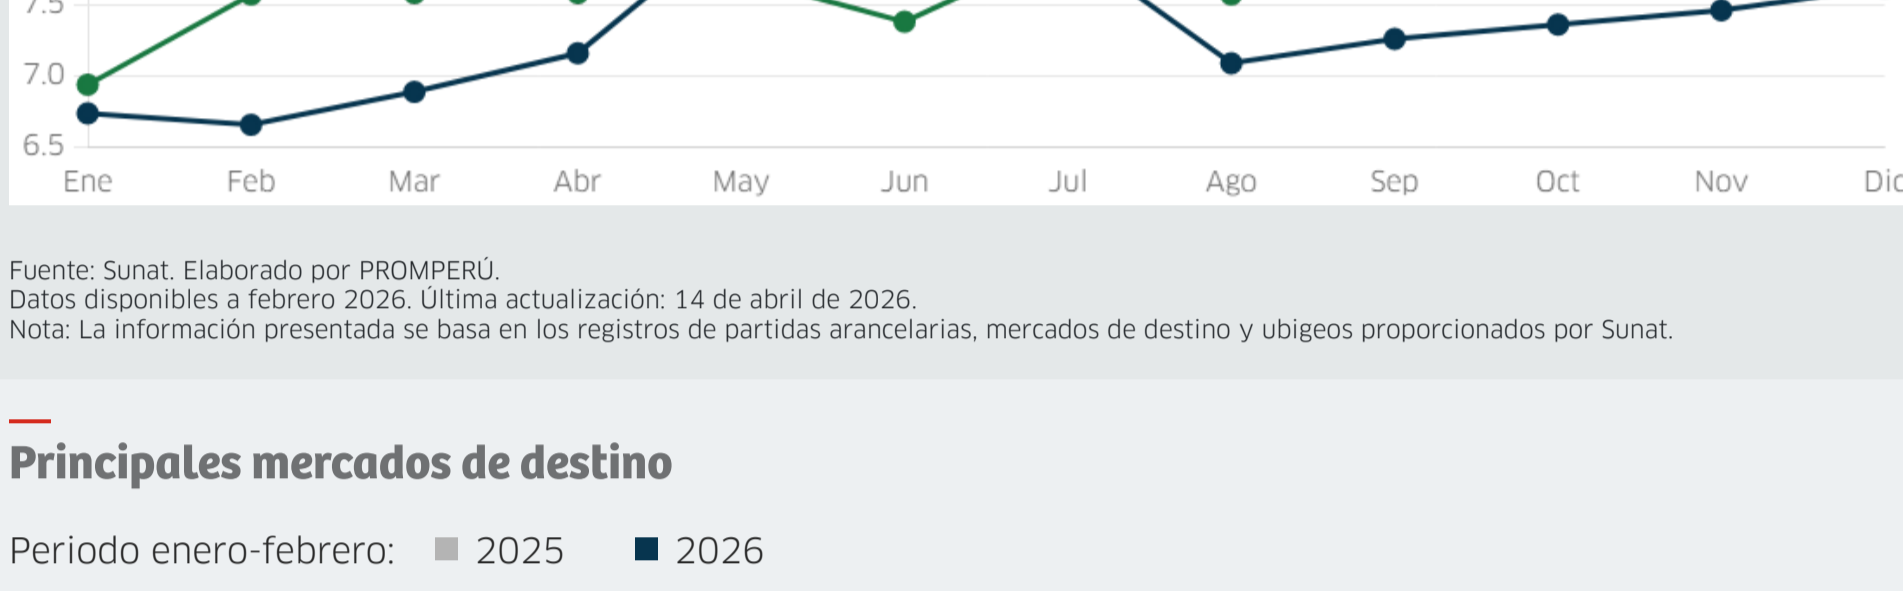 7.5
7.0
6.5
Ene Feb Mar Abr May Jun Jul Ago Sep Oct Nov Dic
Fuente: Sunat. Elaborado por PROMPERÚ.
Datos disponibles a febrero 2026. Última actualización: 14 de abril de 2026.
Nota: La información presentada se basa en los registros de partidas arancelarias, mercados de destino y ubigeos proporcionados por Sunat.
Principales mercados de destino
Periodo enero-febrero: 2025 2026